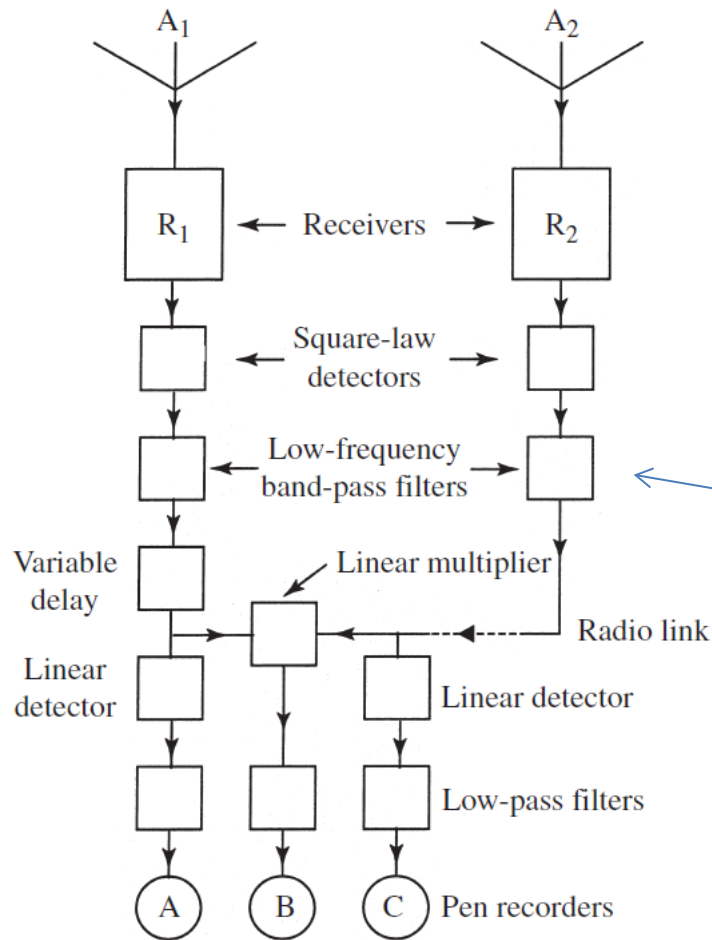 A1 A2
R1 Receivers R2
Square-law
detectors
Low-frequency
band-pass filters
Variable
delay
Linear multiplier
Radio link
Linear
detector
Linear detector
Low-pass filters
A B C Pen recorders